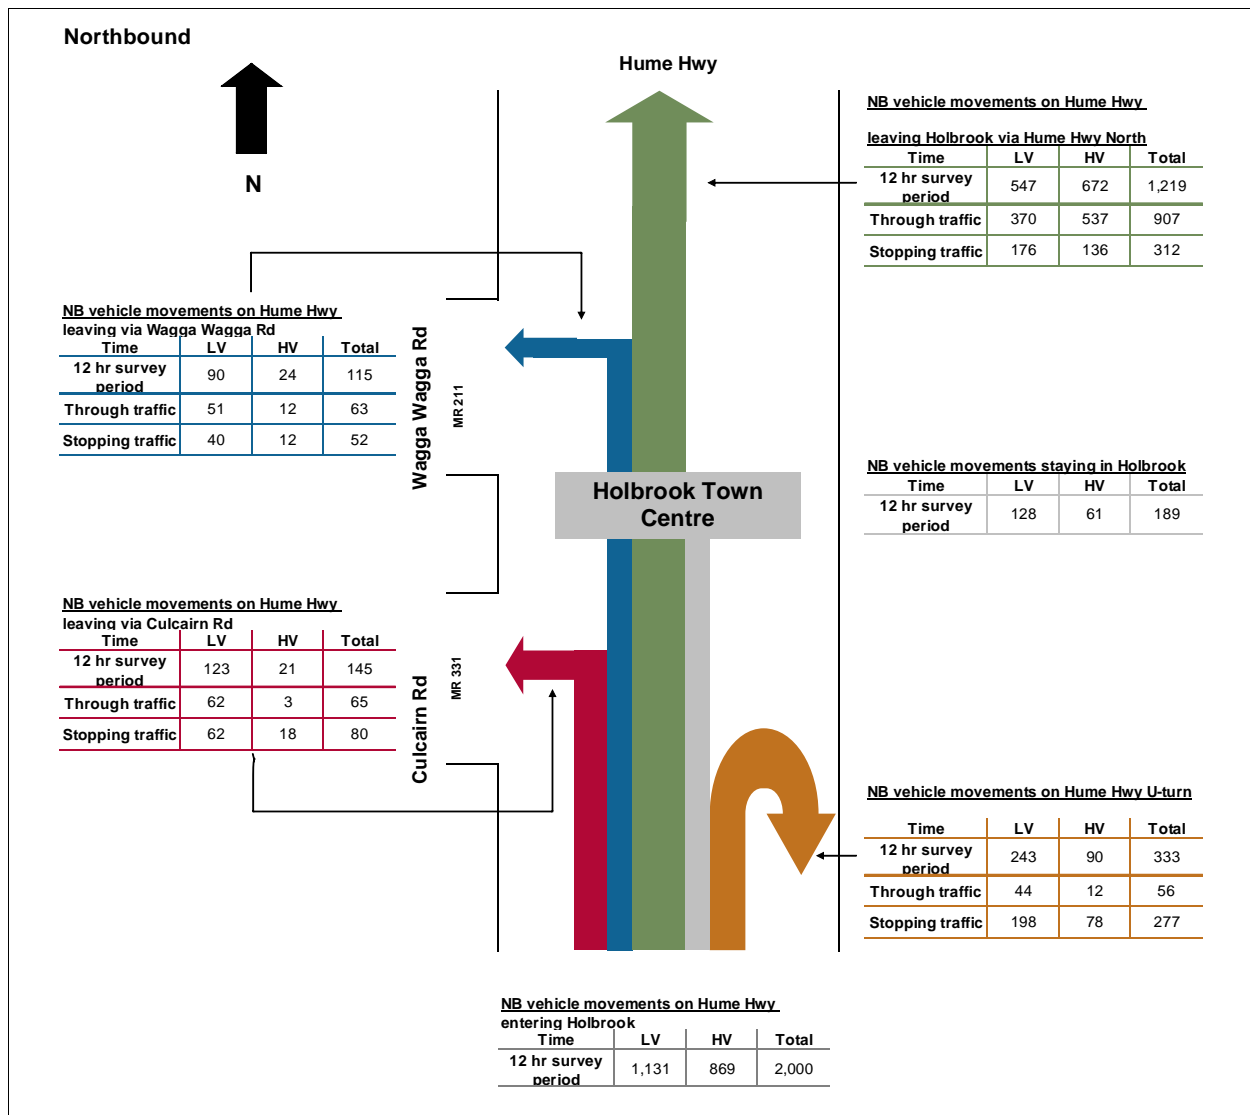 Northbound
N
Hume Hwy
NB vehicle movements on Hume Hwy
leaving Holbrook via Hume Hwy North
Time LV HV Total
12 hr survey period 547 672 1,219
Through traffic 370 537 907
Stopping traffic 176 136 312
NB vehicle movements on Hume Hwy
leaving via Wagga Wagga Rd
Time LV HV Total
12 hr survey period 90 24 115
Through traffic 51 12 63
Stopping traffic 40 12 52
Wagga Wagga Rd
MR 211
Holbrook Town
Centre
NB vehicle movements staying in Holbrook
Time LV HV Total
12 hr survey period 128 61 189
NB vehicle movements on Hume Hwy
leaving via Culcairn Rd
Time LV HV Total
12 hr survey period 123 21 145
Through traffic 62 3 65
Stopping traffic 62 18 80
Culcairn Rd
MR 331
NB vehicle movements on Hume Hwy U-turn
Time LV HV Total
12 hr survey period 243 90 333
Through traffic 44 12 56
Stopping traffic 198 78 277
NB vehicle movements on Hume Hwy
entering Holbrook
Time LV HV Total
12 hr survey period 1,131 869 2,000